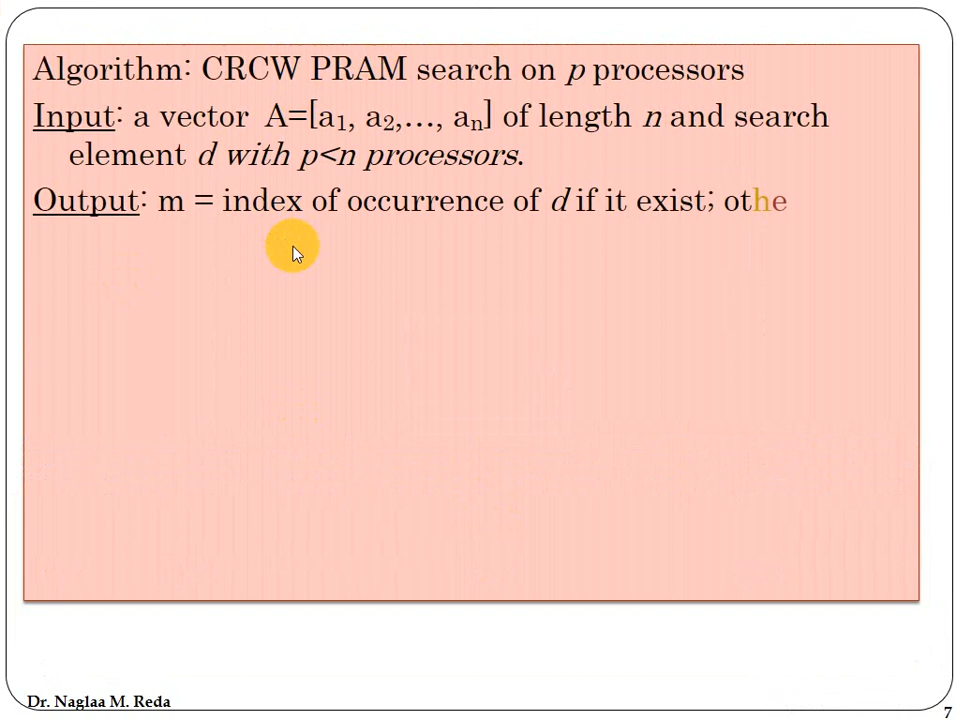 Algorithm: CRCW PRAM search on p processors
Input: a vector A=[a1, a2,…, an] of length n and search
element d with p<n processors.
Output: m = index of occurrence of d if it exist; othe
Dr. Naglaa M. Reda
7